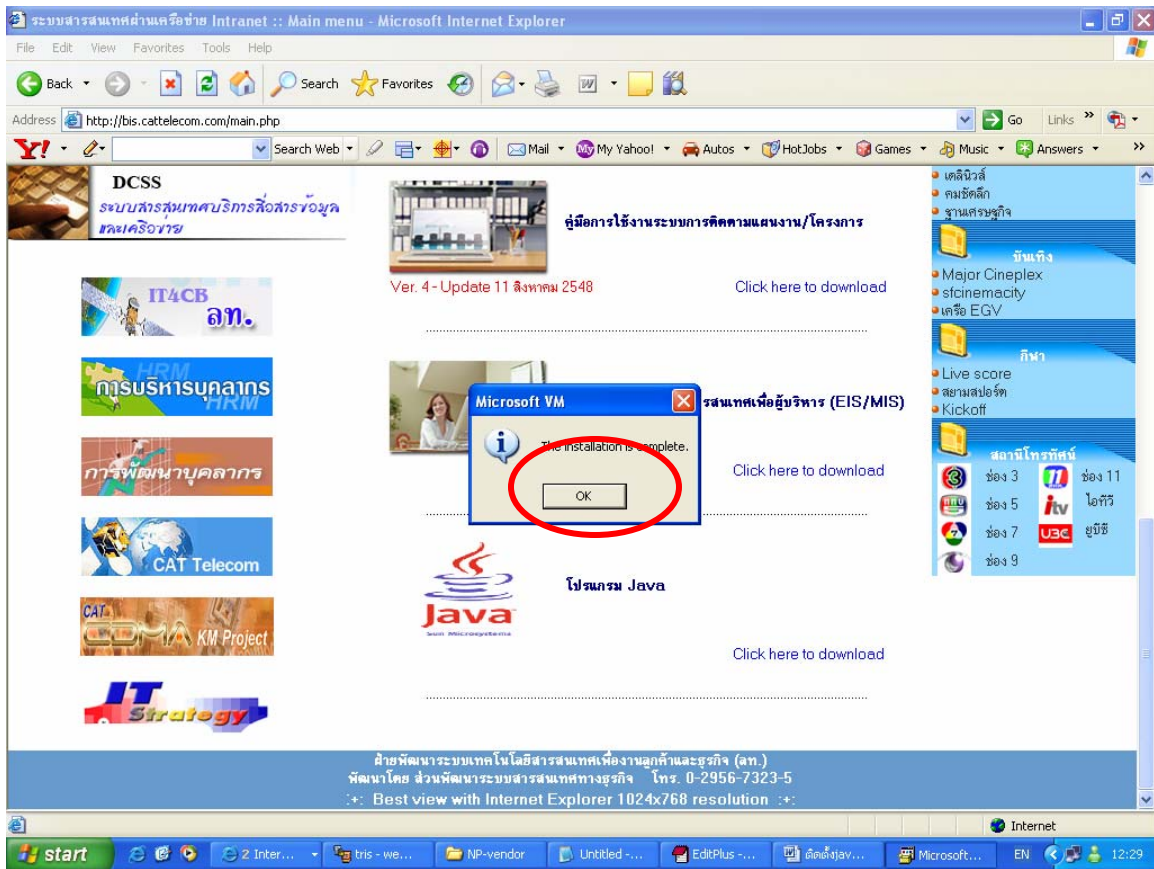 ระบบสารสนเทศผ่านเครือข่าย Intranet :: Main menu - Microsoft Internet Explorer
File Edit View Favorites Tools Help
Back Search Favorites
Address http://bis.cattelecom.com/main.php Go Links
Y! Search Web Mail My Yahoo! Autos HotJobs Games Music Answers
DCSS
ระบบสารสนเทศบริการสื่อสารข้อมูล
และเครือข่าย
IT4CB
ลท.
HRM
การบริหารบุคลากร
HRM
การพัฒนาบุคลากร
CAT Telecom
CAT
CDMA KM Project
IT
Strategy
คู่มือการใช้งานระบบการติดตามแผนงาน/โครงการ
Ver. 4 - Update 11 สิงหาคม 2548
Click here to download
รสนเทศเพื่อผู้บริหาร (EIS/MIS)
Click here to download
Microsoft VM
The installation is complete.
OK
Java
Sun Microsystems
โปรแกรม Java
Click here to download
เดลินิวส์
คมชัดลึก
ฐานเศรษฐกิจ
บันเทิง
Major Cineplex
sfcinemacity
เครือ EGV
กีฬา
Live score
สยามสปอร์ต
Kickoff
สถานีโทรทัศน์
3 ช่อง 3 11 ช่อง 11
ช่อง 5 itv ไอทีวี
7 ช่อง 7 UBC ยูบีซี
ช่อง 9
ฝ่ายพัฒนาระบบเทคโนโลยีสารสนเทศเพื่องานลูกค้าและธุรกิจ (ลท.)
พัฒนาโดย ส่วนพัฒนาระบบสารสนเทศทางธุรกิจ โทร. 0-2956-7323-5
:+: Best view with Internet Explorer 1024x768 resolution :+:
Internet
start 2 Inter... tris - we... NP-vendor Untitled -... EditPlus -... ติดตั้งjav... Microsoft... EN 12:29